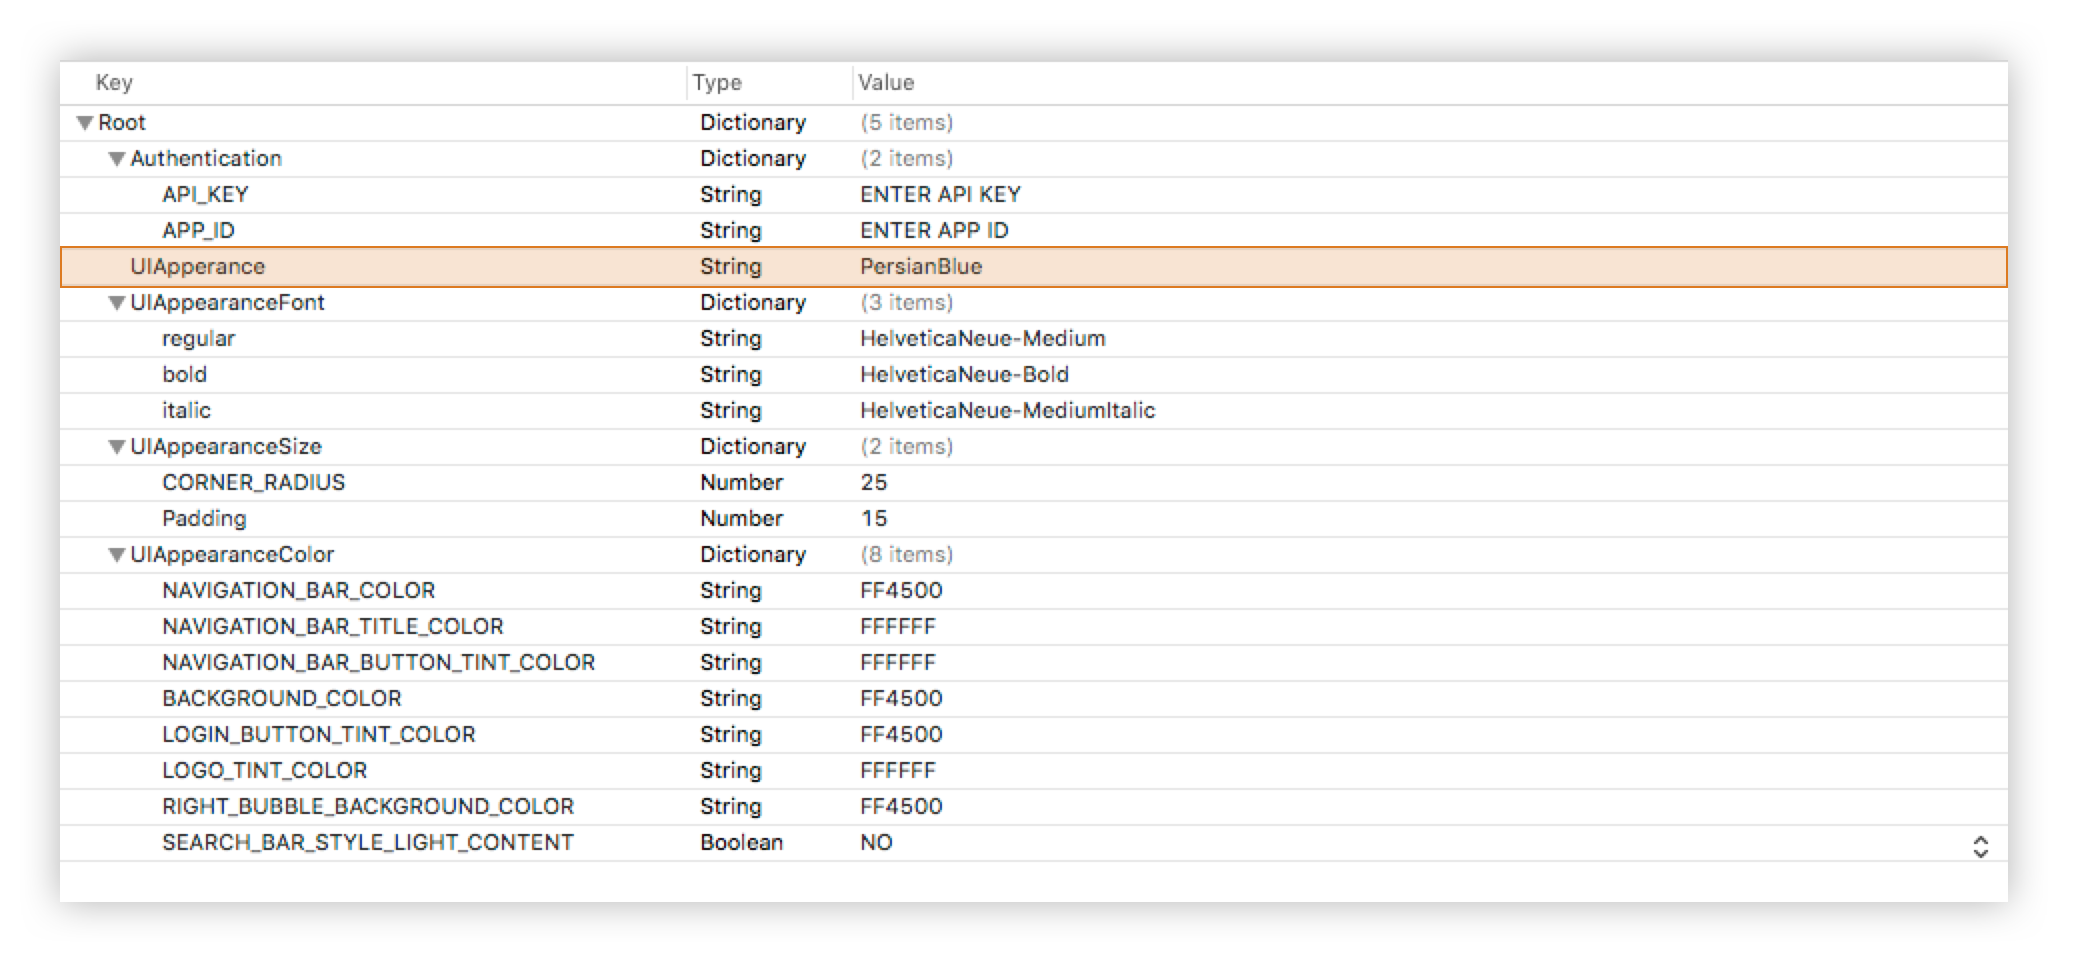 Key Type Value
Root Dictionary (5 items)
Authentication Dictionary (2 items)
API_KEY String ENTER API KEY
APP_ID String ENTER APP ID
UIApperance String PersianBlue
UIAppearanceFont Dictionary (3 items)
regular String HelveticaNeue-Medium
bold String HelveticaNeue-Bold
italic String HelveticaNeue-MediumItalic
UIAppearanceSize Dictionary (2 items)
CORNER_RADIUS Number 25
Padding Number 15
UIAppearanceColor Dictionary (8 items)
NAVIGATION_BAR_COLOR String FF4500
NAVIGATION_BAR_TITLE_COLOR String FFFFFF
NAVIGATION_BAR_BUTTON_TINT_COLOR String FFFFFF
BACKGROUND_COLOR String FF4500
LOGIN_BUTTON_TINT_COLOR String FF4500
LOGO_TINT_COLOR String FFFFFF
RIGHT_BUBBLE_BACKGROUND_COLOR String FF4500
SEARCH_BAR_STYLE_LIGHT_CONTENT Boolean NO